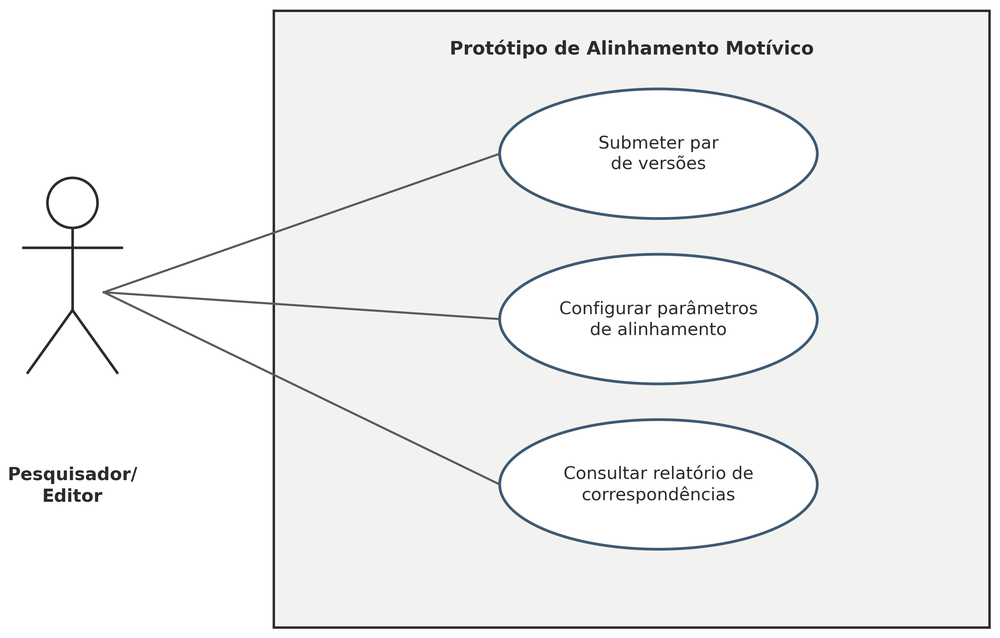 Protótipo de Alinhamento Motívico
Submeter par
de versões
Configurar parâmetros
de alinhamento
Consultar relatório de
correspondências
Pesquisador/
Editor